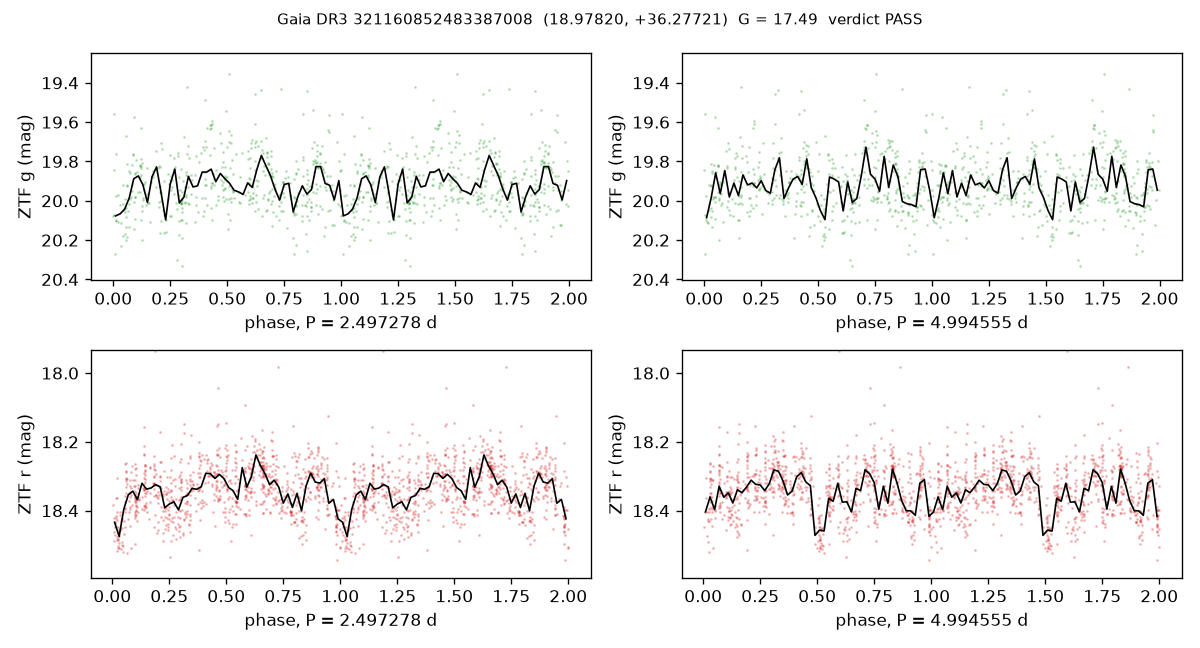 Gaia DR3 321160852483387008 (18.97820, +36.27721) G = 17.49 verdict PASS
ZTF g (mag)
19.4
19.6
19.8
20.0
20.2
20.4
0.00 0.25 0.50 0.75 1.00 1.25 1.50 1.75 2.00
phase, P = 2.497278 d
ZTF g (mag)
19.4
19.6
19.8
20.0
20.2
20.4
0.00 0.25 0.50 0.75 1.00 1.25 1.50 1.75 2.00
phase, P = 4.994555 d
ZTF r (mag)
18.0
18.2
18.4
0.00 0.25 0.50 0.75 1.00 1.25 1.50 1.75 2.00
phase, P = 2.497278 d
ZTF r (mag)
18.0
18.2
18.4
0.00 0.25 0.50 0.75 1.00 1.25 1.50 1.75 2.00
phase, P = 4.994555 d